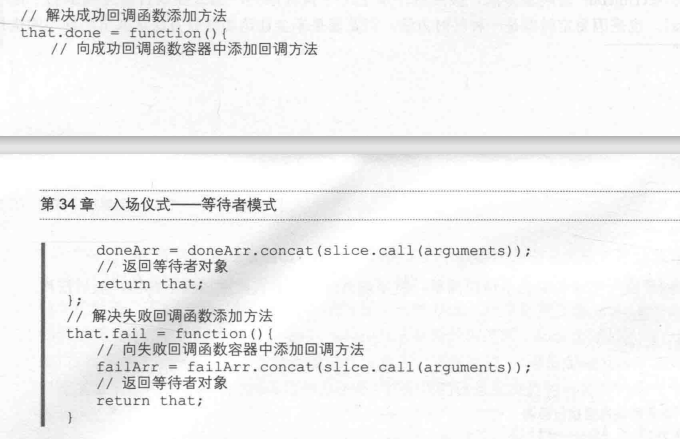 // 解决成功回调函数添加方法
that.done = function(){
// 向成功回调函数容器中添加回调方法
第 34 章 入场仪式——等待者模式
doneArr = doneArr.concat(slice.call(arguments));
// 返回等待者对象
return that;
};
// 解决失败回调函数添加方法
that.fail = function(){
// 向失败回调函数容器中添加回调方法
failArr = failArr.concat(slice.call(arguments));
// 返回等待者对象
return that;
}